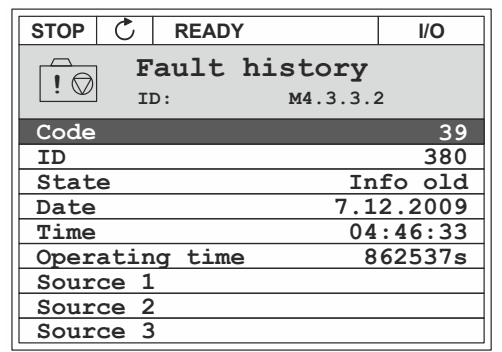 STOP READY I/O
Fault history
ID: M4.3.3.2
Code 39
ID 380
State Info old
Date 7.12.2009
Time 04:46:33
Operating time 862537s
Source 1
Source 2
Source 3